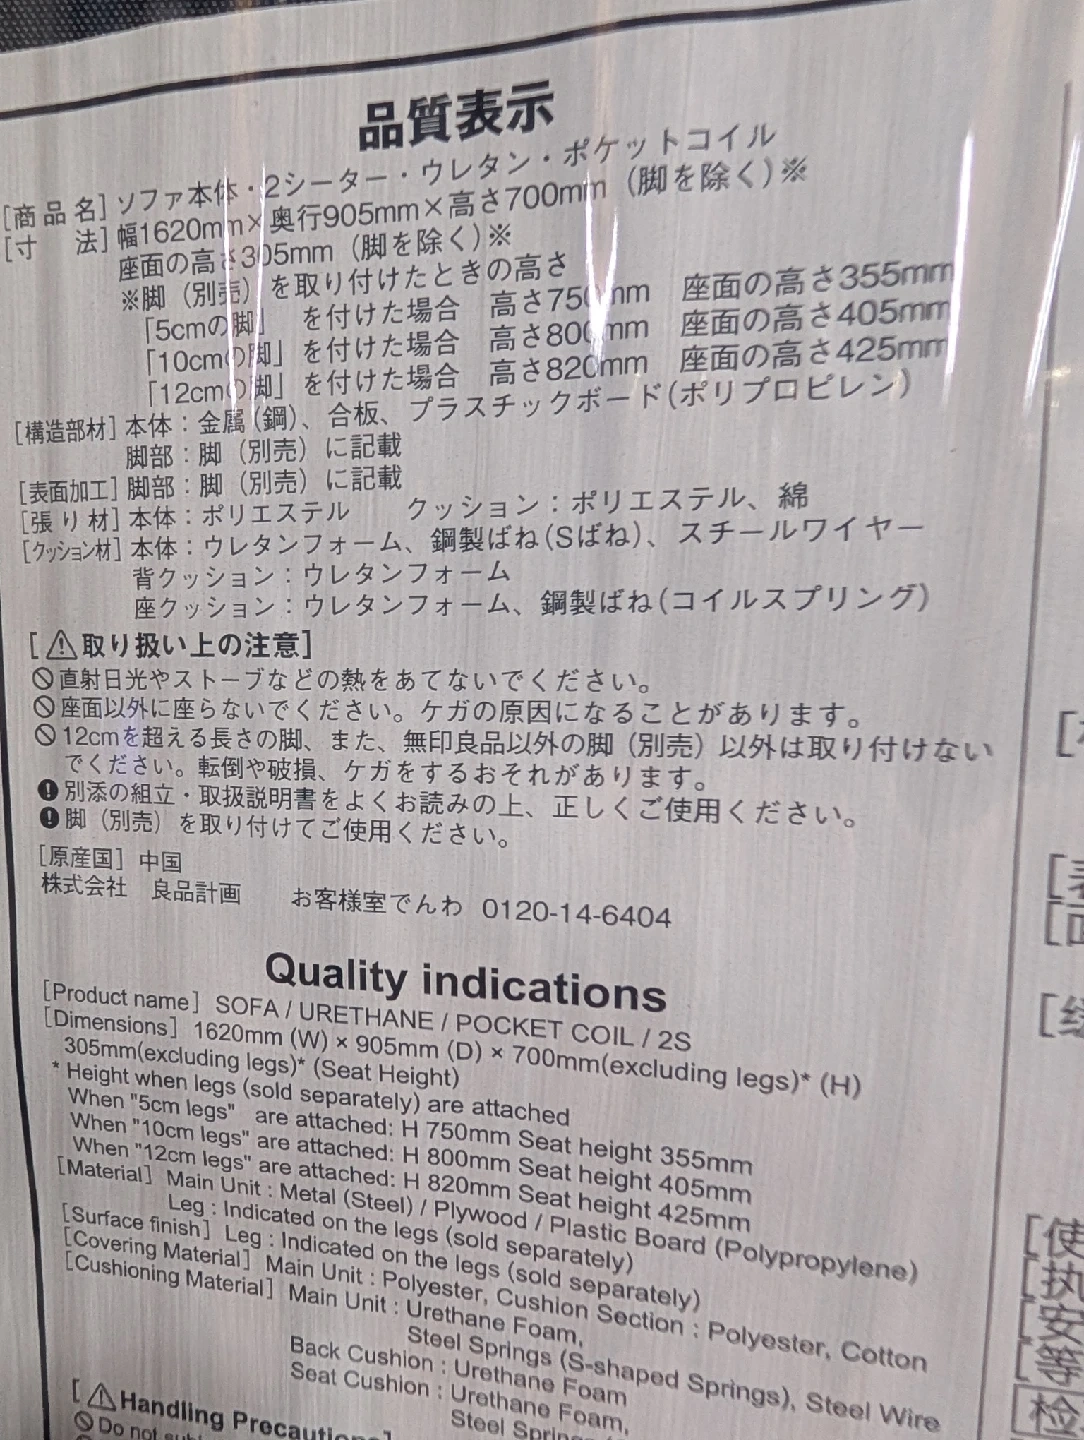 品質表示
[商品名] ソファ本体・2シーター・ウレタン・ポケットコイル
[寸 法] 幅1620mm×奥行905mm×高さ700mm（脚を除く）※
座面の高さ305mm（脚を除く）※
※脚（別売）を取り付けたときの高さ
「5cmの脚」 を付けた場合 高さ750mm 座面の高さ355mm
「10cmの脚」を付けた場合 高さ800mm 座面の高さ405mm
「12cmの脚」を付けた場合 高さ820mm 座面の高さ425mm
[構造部材] 本体：金属（鋼）、合板、プラスチックボード（ポリプロピレン）
脚部：脚（別売）に記載
[表面加工] 脚部：脚（別売）に記載
[張り材] 本体：ポリエステル クッション：ポリエステル、綿
[クッション材] 本体：ウレタンフォーム、鋼製ばね（Sばね）、スチールワイヤー
背クッション：ウレタンフォーム
座クッション：ウレタンフォーム、鋼製ばね（コイルスプリング）
[⚠取り扱い上の注意]
🚫直射日光やストーブなどの熱をあてないでください。
🚫座面以外に座らないでください。ケガの原因になることがあります。
🚫12cmを超える長さの脚、また、無印良品以外の脚（別売）以外は取り付けない
でください。転倒や破損、ケガをするおそれがあります。
❗別添の組立・取扱説明書をよくお読みの上、正しくご使用ください。
❗脚（別売）を取り付けてご使用ください。
[原産国] 中国
株式会社 良品計画 お客様室でんわ 0120-14-6404
Quality indications
[Product name] SOFA / URETHANE / POCKET COIL / 2S
[Dimensions] 1620mm (W) × 905mm (D) × 700mm(excluding legs)* (H)
305mm(excluding legs)* (Seat Height)
* Height when legs (sold separately) are attached
When "5cm legs" are attached: H 750mm Seat height 355mm
When "10cm legs" are attached: H 800mm Seat height 405mm
When "12cm legs" are attached: H 820mm Seat height 425mm
[Material] Main Unit : Metal (Steel) / Plywood / Plastic Board (Polypropylene)
Leg : Indicated on the legs (sold separately)
[Surface finish] Leg : Indicated on the legs (sold separately)
[Covering Material] Main Unit : Polyester, Cushion Section : Polyester, Cotton
[Cushioning Material] Main Unit : Urethane Foam,
Steel Springs (S-shaped Springs), Steel Wire
Back Cushion : Urethane Foam
Seat Cushion : Urethane Foam,
Steel
[⚠Handling Precautions]
🚫Do not
[表
[面
[使
[执
[安
[等
检